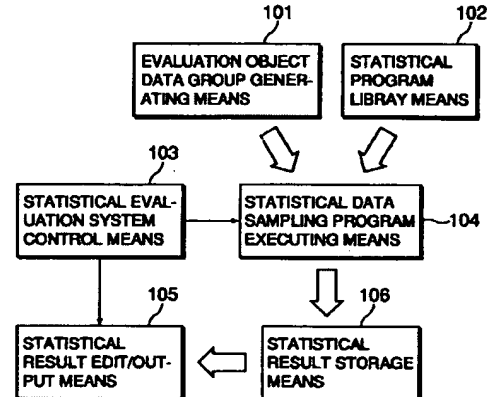 101
102
EVALUATION OBJECT
DATA GROUP GENER-
ATING MEANS
STATISTICAL
PROGRAM
LIBRAY MEANS
103
STATISTICAL EVAL-
UATION SYSTEM
CONTROL MEANS
STATISTICAL DATA
SAMPLING PROGRAM
EXECUTING MEANS
104
105
106
STATISTICAL
RESULT EDIT/OUT-
PUT MEANS
STATISTICAL
RESULT STORAGE
MEANS